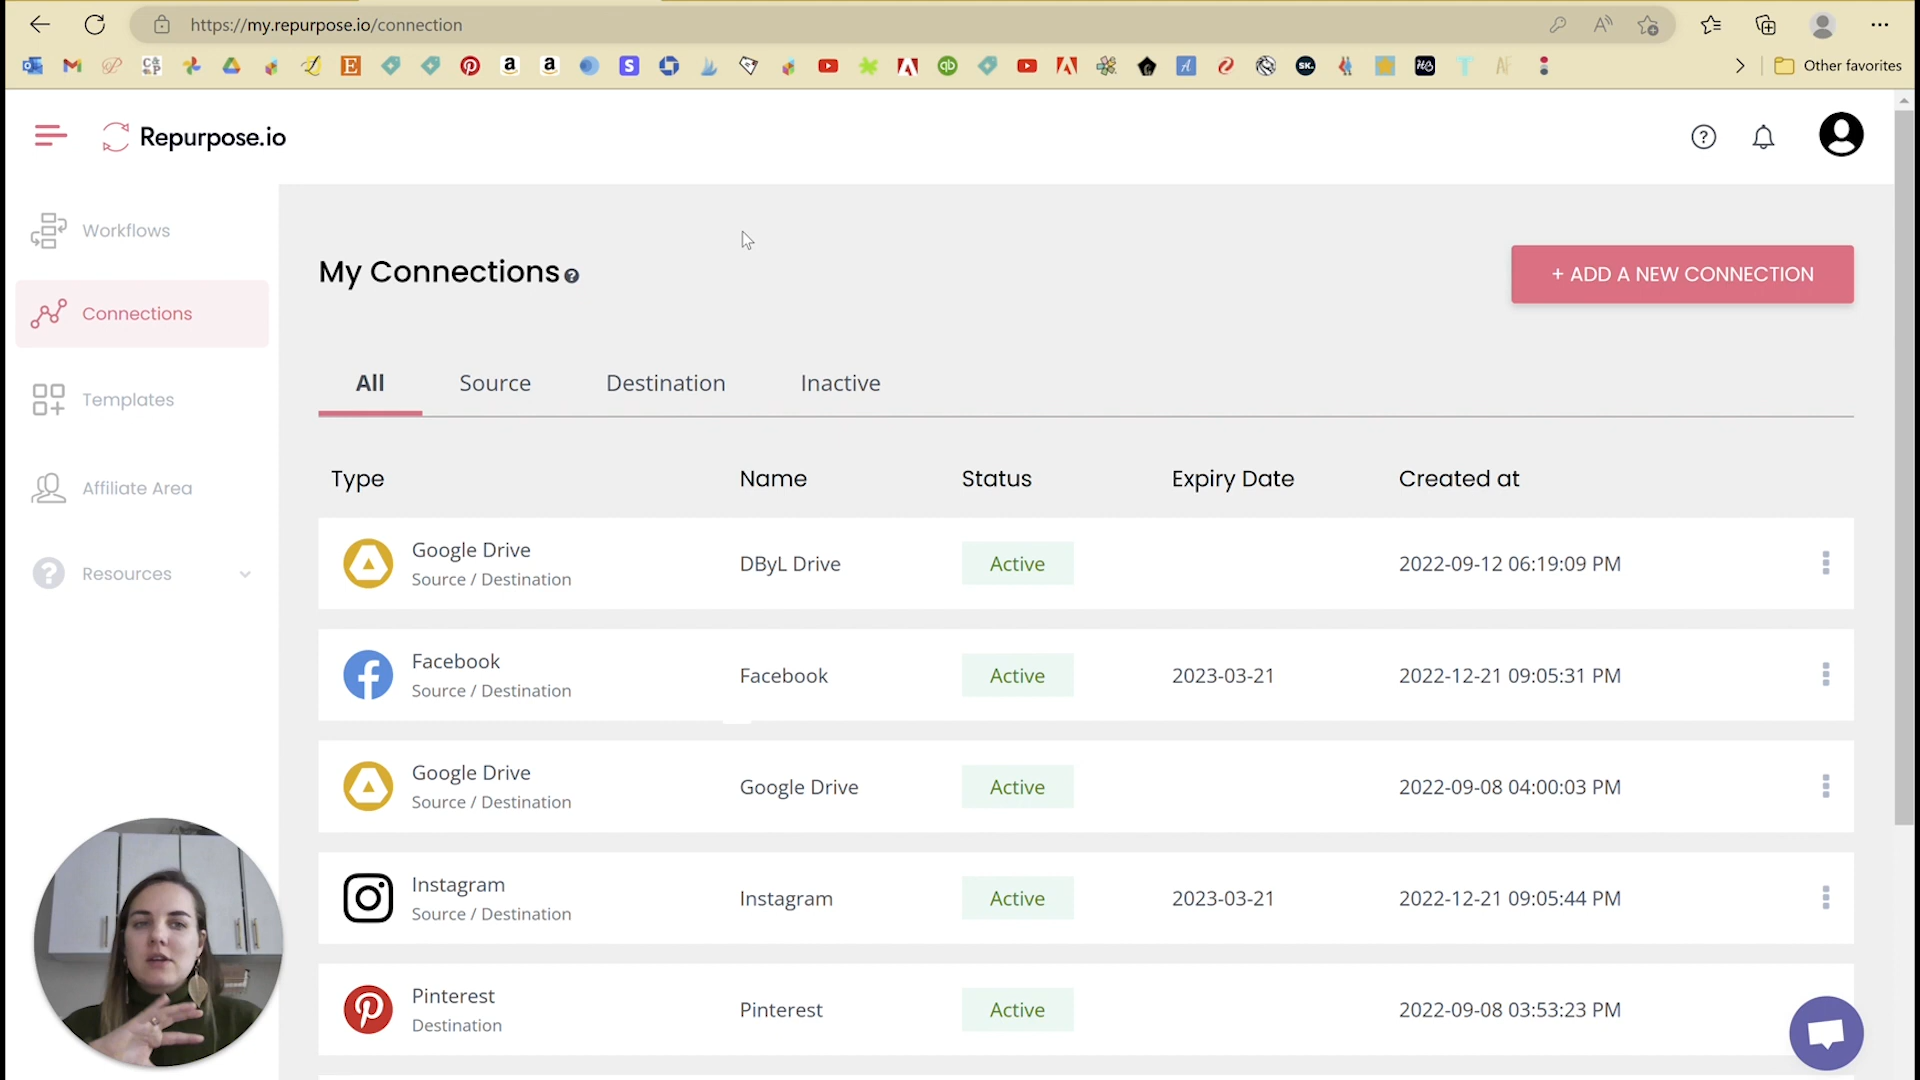 https://my.repurpose.io/connection
Other favorites
Repurpose.io
Workflows
Connections
Templates
Affiliate Area
Resources
My Connections
+ ADD A NEW CONNECTION
All Source Destination Inactive
Type Name Status Expiry Date Created at
Google Drive
Source / Destination
DByL Drive Active 2022-09-12 06:19:09 PM
Facebook
Source / Destination
Facebook Active 2023-03-21 2022-12-21 09:05:31 PM
Google Drive
Source / Destination
Google Drive Active 2022-09-08 04:00:03 PM
Instagram
Source / Destination
Instagram Active 2023-03-21 2022-12-21 09:05:44 PM
Pinterest
Destination
Pinterest Active 2022-09-08 03:53:23 PM